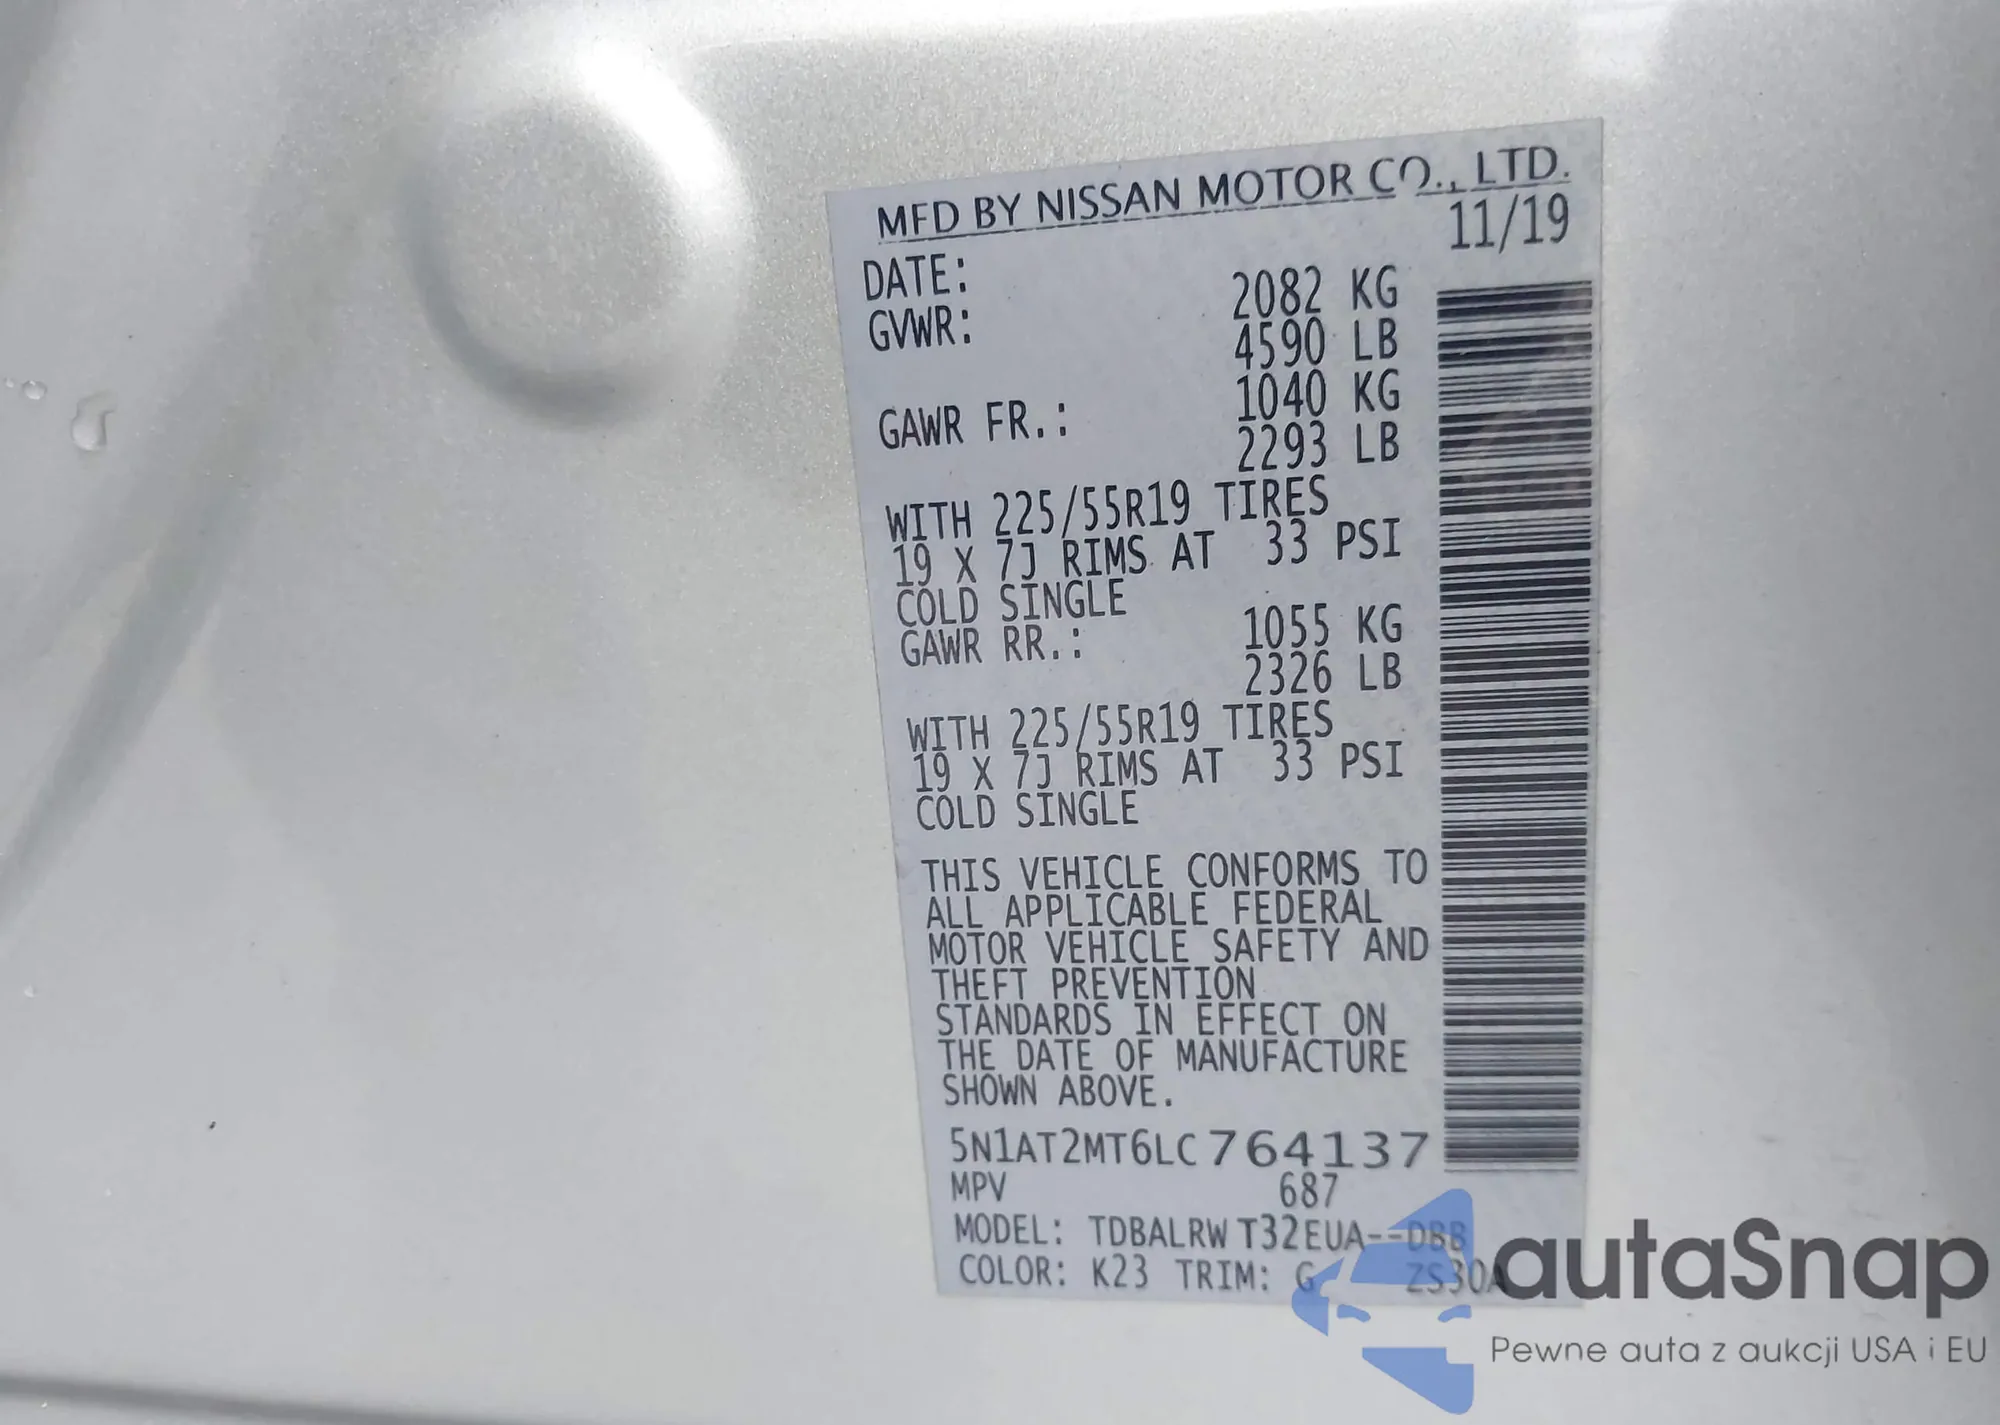 MFD BY NISSAN MOTOR CO., LTD.
DATE: 11/19
GVWR: 2082 KG
4590 LB
GAWR FR.: 1040 KG
2293 LB
WITH 225/55R19 TIRES
19 X 7J RIMS AT 33 PSI
COLD SINGLE
GAWR RR.: 1055 KG
2326 LB
WITH 225/55R19 TIRES
19 X 7J RIMS AT 33 PSI
COLD SINGLE
THIS VEHICLE CONFORMS TO
ALL APPLICABLE FEDERAL
MOTOR VEHICLE SAFETY AND
THEFT PREVENTION
STANDARDS IN EFFECT ON
THE DATE OF MANUFACTURE
SHOWN ABOVE.
5N1AT2MT6LC764137
MPV 687
MODEL: TDBALRW T32EUA--DBB
COLOR: K23 TRIM: G ZS30A
autaSnap
Pewne auta z aukcji USA i EU